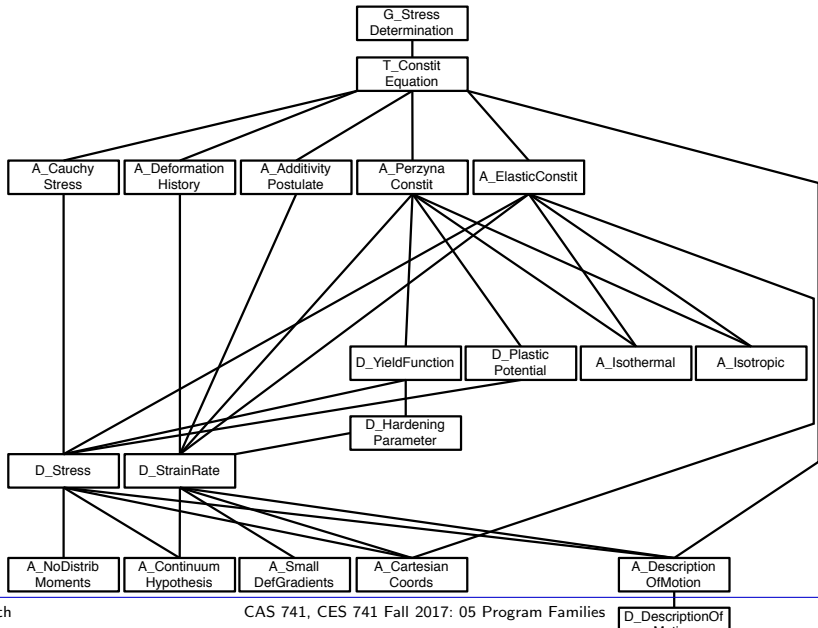 G_Stress
Determination
T_Constit
Equation
A_Cauchy
Stress
A_Deformation
History
A_Additivity
Postulate
A_Perzyna
Constit
A_ElasticConstit
D_YieldFunction
D_Plastic
Potential
A_Isothermal
A_Isotropic
D_Hardening
Parameter
D_Stress
D_StrainRate
A_NoDistrib
Moments
A_Continuum
Hypothesis
A_Small
DefGradients
A_Cartesian
Coords
A_Description
OfMotion
th
CAS 741, CES 741 Fall 2017: 05 Program Families
D_DescriptionOf